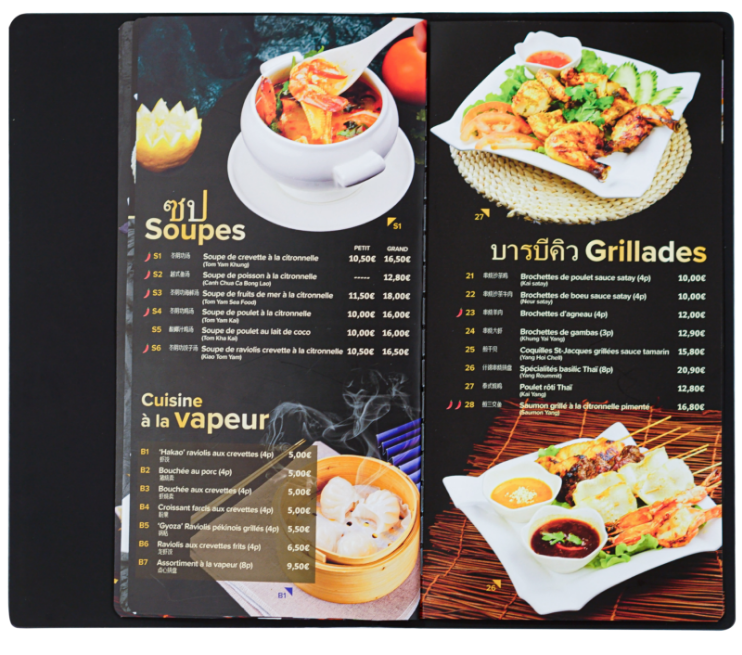 ซุป
Soupes
S1
PETIT GRAND
S1 Soupe de crevette à la citronnelle 10,50€ 16,50€
(Tom Yam Khung)
S2 Soupe de poisson à la citronnelle ----- 12,80€
(Canh Chua Ca Bong Lao)
S3 Soupe de fruits de mer à la citronnelle 11,50€ 18,00€
(Tom Yam Sea Food)
S4 Soupe de poulet à la citronnelle 10,00€ 16,00€
(Tom Yam Kai)
S5 Soupe de poulet au lait de coco 10,00€ 16,00€
(Tom Kha Kai)
S6 Soupe de raviolis crevette à la citronnelle 10,50€ 16,50€
(Kiao Tom Yam)
Cuisine
à la vapeur
B1 'Hakao' raviolis aux crevettes (4p) 5,00€
B2 Bouchée au porc (4p) 5,00€
B3 Bouchée aux crevettes (4p) 5,00€
B4 Croissant farcis aux crevettes (4p) 5,00€
B5 'Gyoza' Raviolis pékinois grillés (4p) 5,50€
B6 Raviolis aux crevettes frits (4p) 6,50€
B7 Assortiment à la vapeur (8p) 9,50€
点心拼盘
B1
27
บารบีคิว Grillades
21 Brochettes de poulet sauce satay (4p) 10,00€
(Kai satay)
22 Brochettes de boeu sauce satay (4p) 10,00€
(Neur satay)
23 Brochettes d'agneau (4p) 12,00€
24 Brochettes de gambas (3p) 12,90€
(Khung Yai Yang)
25 Coquilles St-Jacques grillées sauce tamarin 15,80€
(Yang Hoi Chell)
26 Spécialités basilic Thaï (8p) 20,90€
(Yang Roummit)
27 Poulet rôti Thaï 12,80€
(Kai Yang)
28 Saumon grillé à la citronnelle pimenté 16,80€
(Saumon Yang)
26